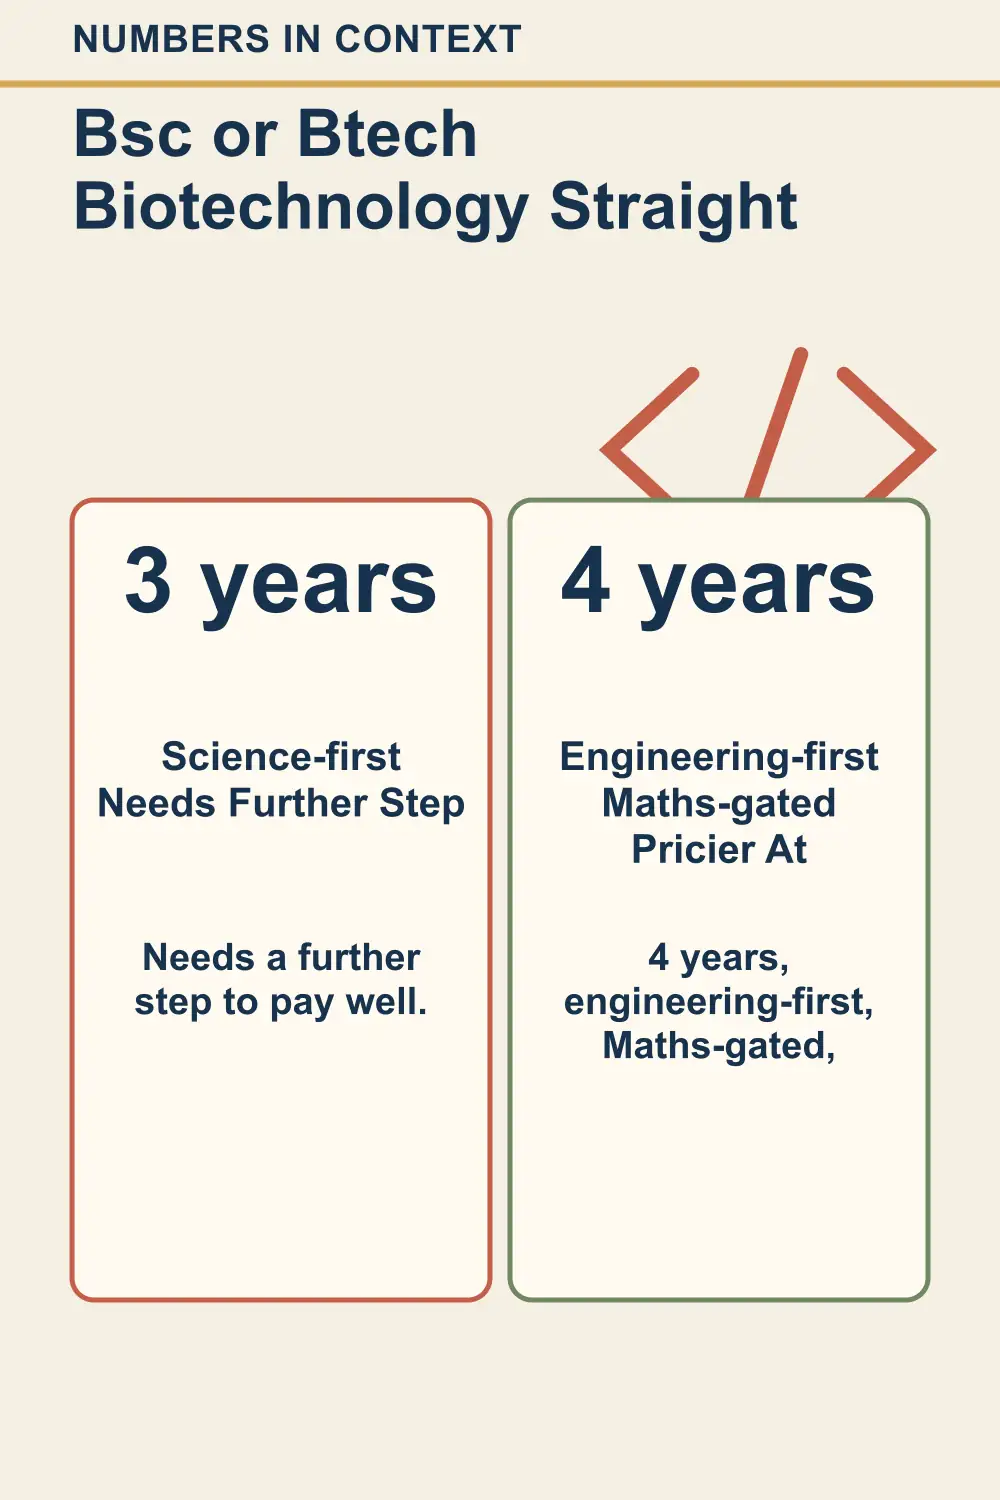 NUMBERS IN CONTEXT
Bsc or Btech
Biotechnology Straight
3 years
Science-first
Needs Further Step
Needs a further
step to pay well.
4 years
Engineering-first
Maths-gated
Pricier At
4 years,
engineering-first,
Maths-gated,